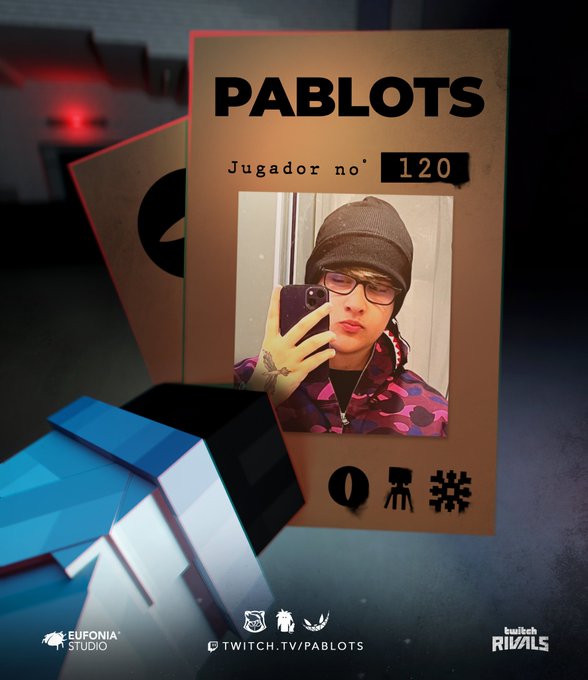 PABLOTS
Jugador no° 120
EUFONIA®
STUDIO
TWITCH.TV/PABLOTS
twitch
RIVALS